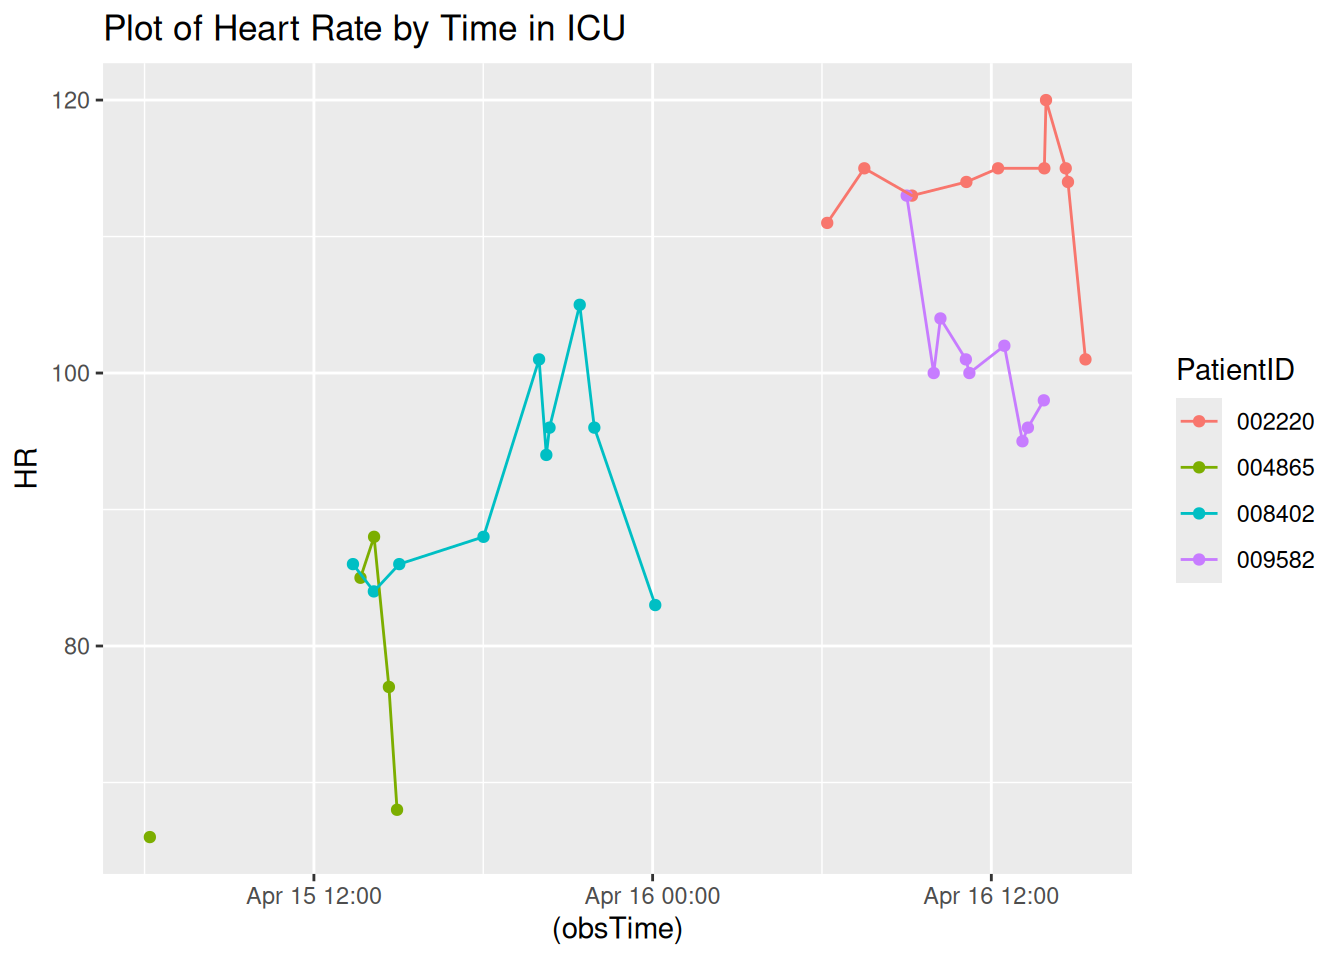 Plot of Heart Rate by Time in ICU
120
100
80
HR
Apr 15 12:00
Apr 16 00:00
Apr 16 12:00
(obsTime)
PatientID
002220
004865
008402
009582